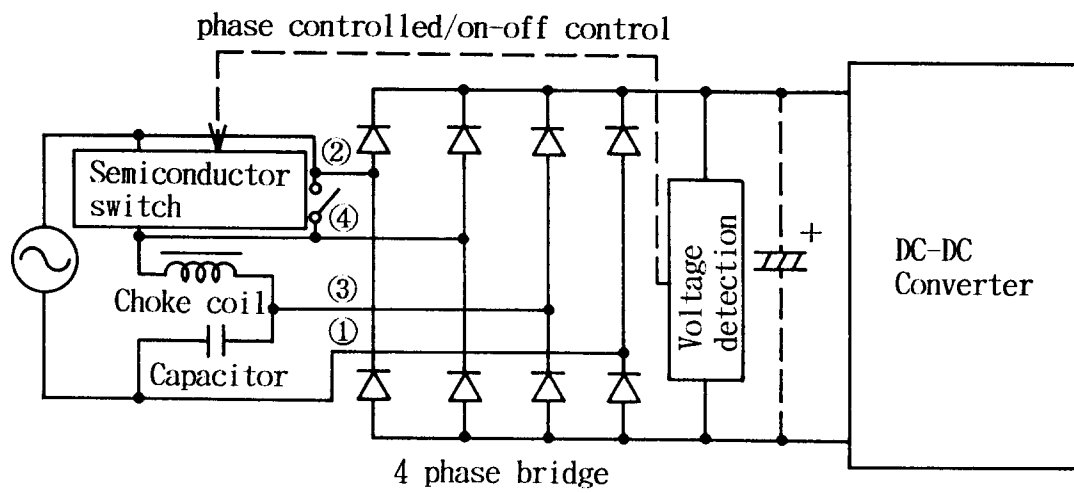 phase controlled/on-off control
②
Semiconductor
switch
④
Choke coil
③
①
Capacitor
Voltage
detection
+
DC-DC
Converter
4 phase bridge